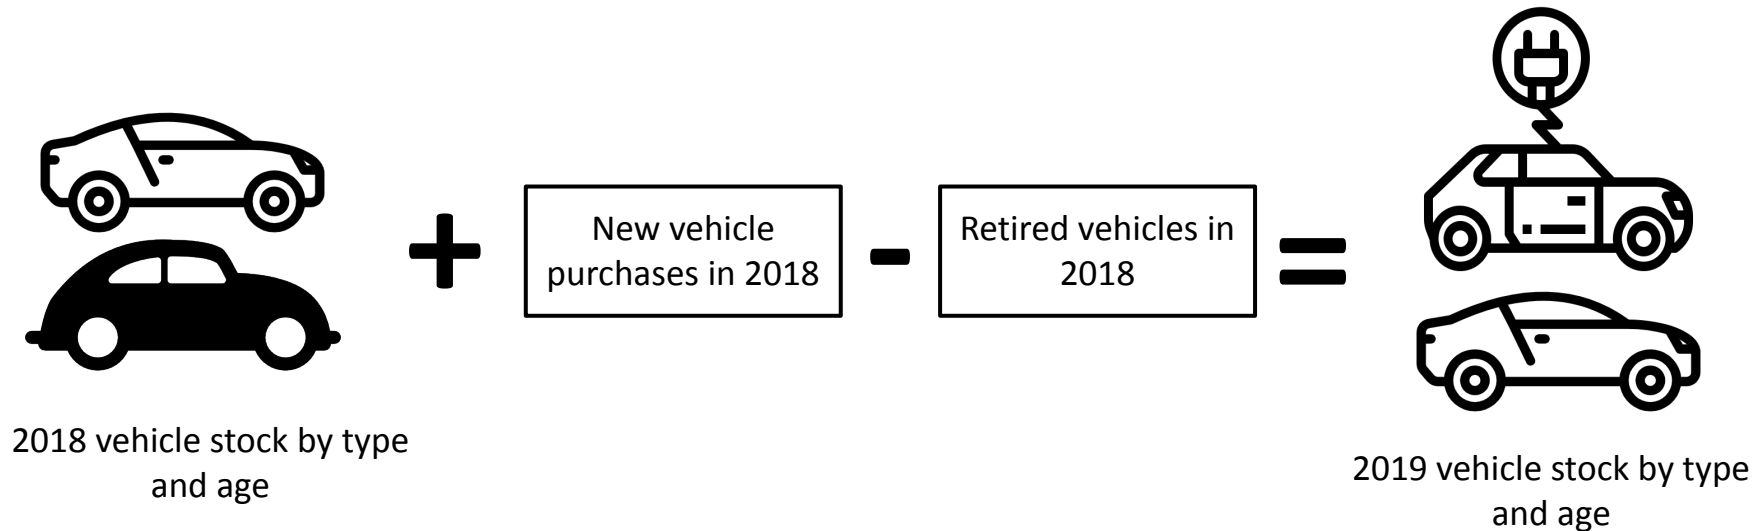 2018 vehicle stock by type
and age
+
New vehicle
purchases in 2018
-
Retired vehicles in
2018
=
2019 vehicle stock by type
and age